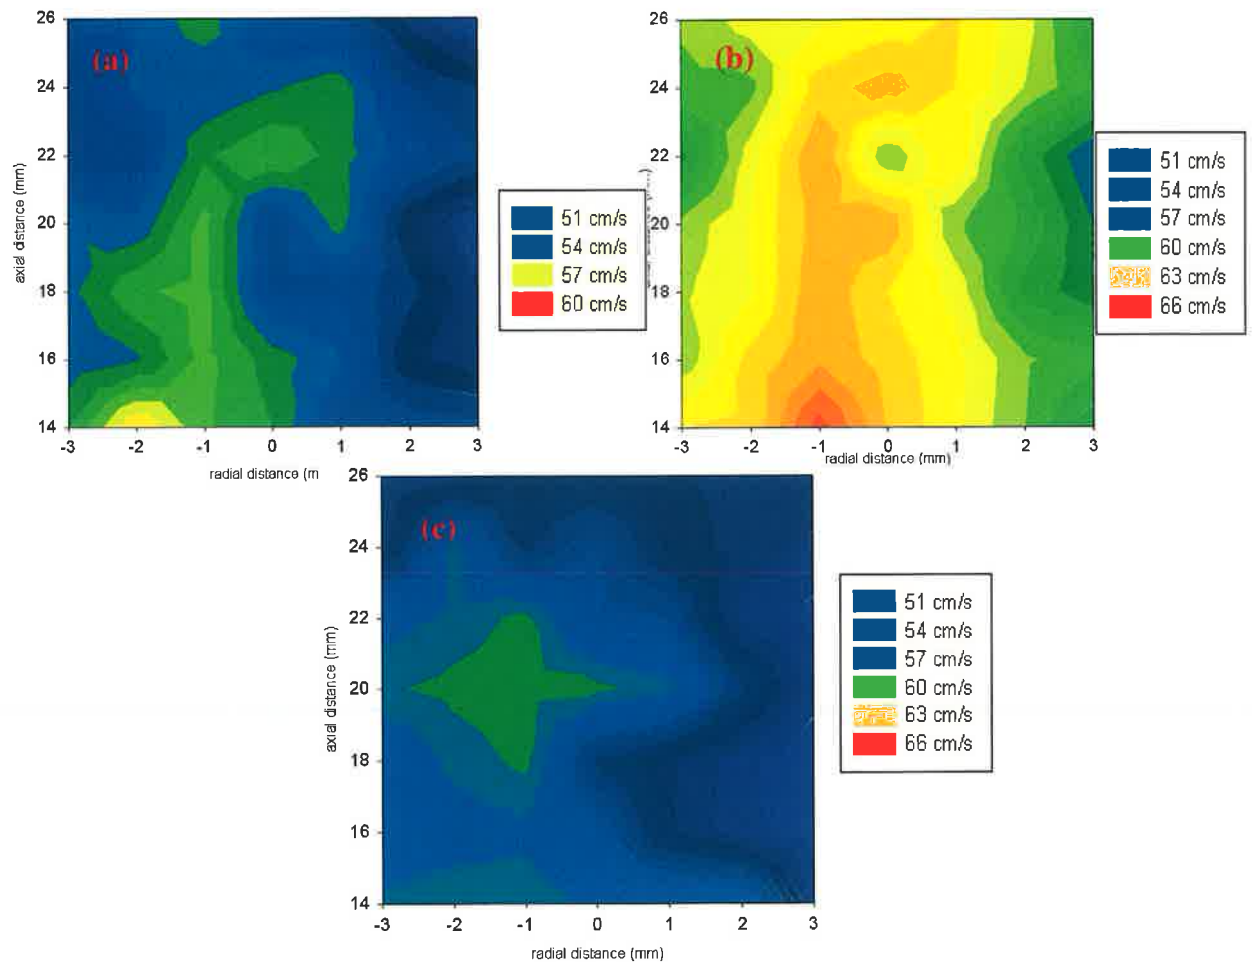 (a)
26
24
22
20
18
16
14
axial distance (mm)
-3 -2 -1 0 1 2 3
radial distance (m
51 cm/s
54 cm/s
57 cm/s
60 cm/s
(b)
26
24
22
20
18
16
14
-3 -2 -1 0 1 2 3
radial distance (mm)
51 cm/s
54 cm/s
57 cm/s
60 cm/s
63 cm/s
66 cm/s
(c)
26
24
22
20
18
16
14
axial distance (mm)
-3 -2 -1 0 1 2 3
radial distance (mm)
51 cm/s
54 cm/s
57 cm/s
60 cm/s
63 cm/s
66 cm/s